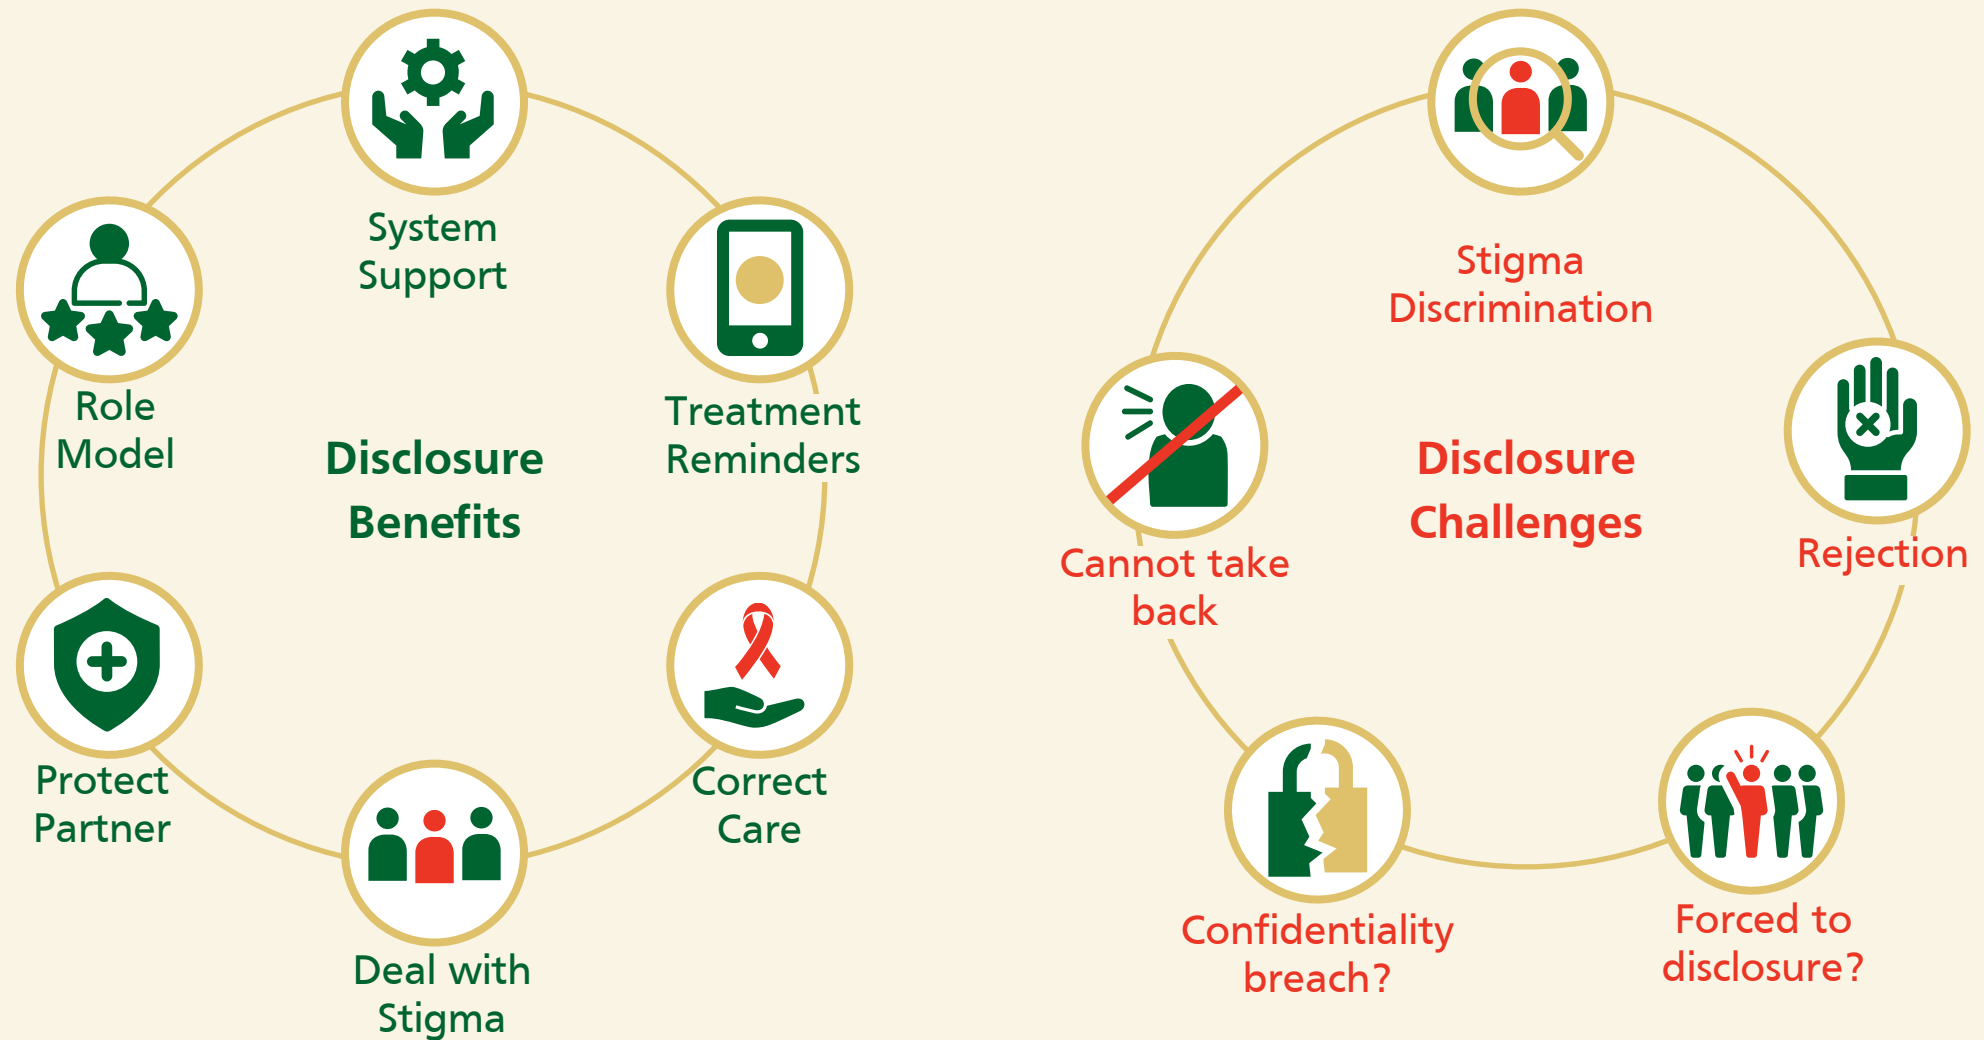 System
Support
Treatment
Reminders
Correct
Care
Deal with
Stigma
Protect
Partner
Role
Model
Disclosure
Benefits
Stigma
Discrimination
Rejection
Forced to
disclosure?
Confidentiality
breach?
Cannot take
back
Disclosure
Challenges